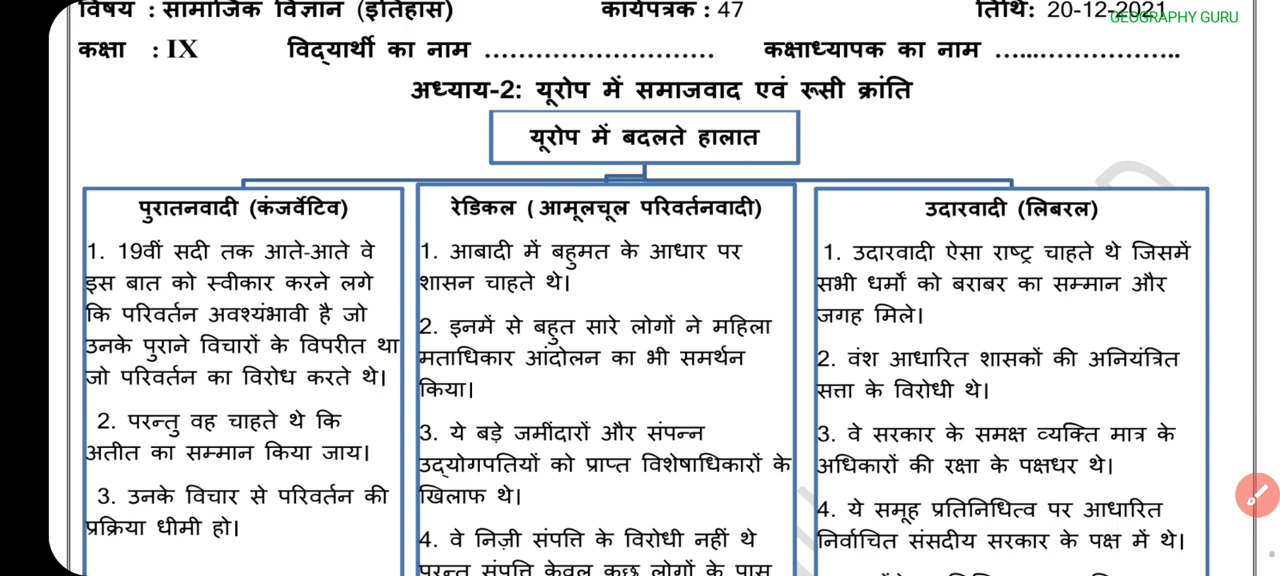 विषय : सामाजिक विज्ञान (इतिहास) कार्यपत्रक : 47 तिथि: 20-12-2021
GEOGRAPHY GURU
कक्षा : IX विद्यार्थी का नाम ............................ कक्षाध्यापक का नाम ......................
अध्याय-2: यूरोप में समाजवाद एवं रूसी क्रांति
यूरोप में बदलते हालात
पुरातनवादी (कंजर्वेटिव)
1. 19वीं सदी तक आते-आते वे
इस बात को स्वीकार करने लगे
कि परिवर्तन अवश्यंभावी है जो
उनके पुराने विचारों के विपरीत था
जो परिवर्तन का विरोध करते थे।
2. परन्तु वह चाहते थे कि
अतीत का सम्मान किया जाय।
3. उनके विचार से परिवर्तन की
प्रक्रिया धीमी हो।
रेडिकल ( आमूलचूल परिवर्तनवादी)
1. आबादी में बहुमत के आधार पर
शासन चाहते थे।
2. इनमें से बहुत सारे लोगों ने महिला
मताधिकार आंदोलन का भी समर्थन
किया।
3. ये बड़े जमींदारों और संपन्न
उद्योगपतियों को प्राप्त विशेषाधिकारों के
खिलाफ थे।
4. वे निज़ी संपत्ति के विरोधी नहीं थे
परन्तु संपत्ति केवल कुछ लोगों के पास
उदारवादी (लिबरल)
1. उदारवादी ऐसा राष्ट्र चाहते थे जिसमें
सभी धर्मों को बराबर का सम्मान और
जगह मिले।
2. वंश आधारित शासकों की अनियंत्रित
सत्ता के विरोधी थे।
3. वे सरकार के समक्ष व्यक्ति मात्र के
अधिकारों की रक्षा के पक्षधर थे।
4. ये समूह प्रतिनिधित्व पर आधारित
निर्वाचित संसदीय सरकार के पक्ष में थे।